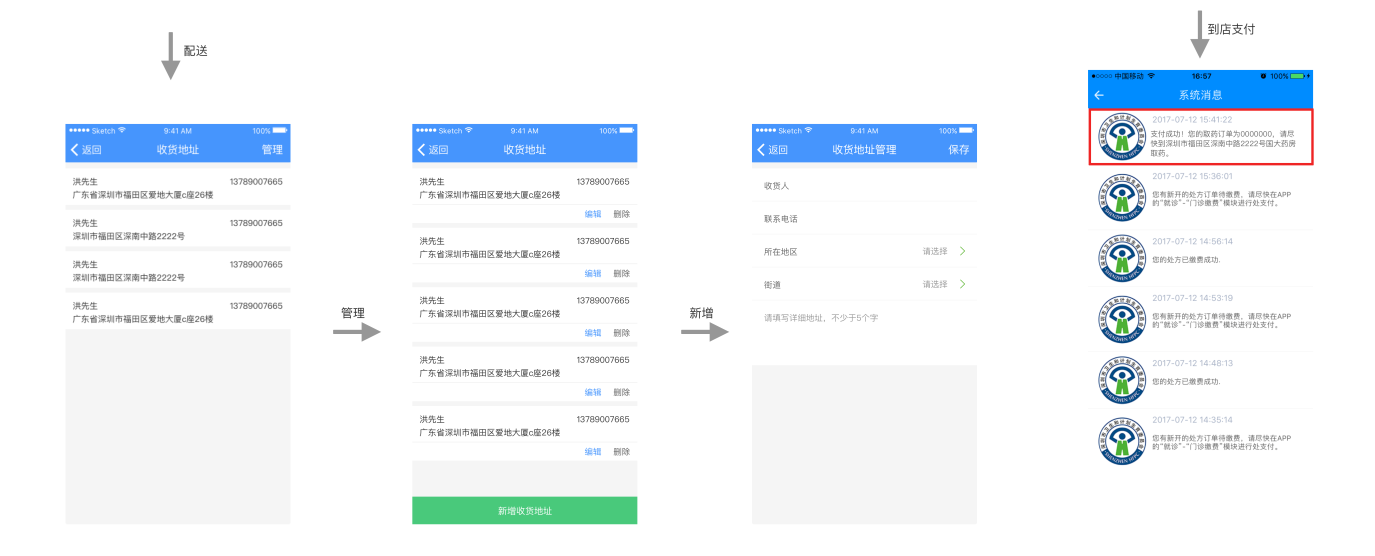 配送
到店支付
Sketch 9:41 AM 100%
返回 收货地址 管理
洪先生 13789007665
广东省深圳市福田区爱地大厦c座26楼
洪先生 13789007665
深圳市福田区深南中路2222号
洪先生 13789007665
深圳市福田区深南中路2222号
洪先生 13789007665
广东省深圳市福田区爱地大厦c座26楼
管理
Sketch 9:41 AM 100%
返回 收货地址
洪先生 13789007665
广东省深圳市福田区爱地大厦c座26楼
编辑 删除
洪先生 13789007665
广东省深圳市福田区爱地大厦c座26楼
编辑 删除
洪先生 13789007665
广东省深圳市福田区爱地大厦c座26楼
编辑 删除
洪先生 13789007665
广东省深圳市福田区爱地大厦c座26楼
编辑 删除
洪先生 13789007665
广东省深圳市福田区爱地大厦c座26楼
编辑 删除
新增收货地址
新增
Sketch 9:41 AM 100%
返回 收货地址管理 保存
收货人
联系电话
所在地区 请选择
街道 请选择
请填写详细地址，不少于5个字
中国移动 16:57 100%
系统消息
2017-07-12 15:41:22
支付成功！您的取药订单为0000000，请尽
快到深圳市福田区深南中路2222号国大药房
取药。
2017-07-12 15:36:01
您有新开的处方订单待缴费，请尽快在APP
的“就诊”-“门诊缴费”模块进行处支付。
2017-07-12 14:56:14
您的处方已缴费成功.
2017-07-12 14:53:19
您有新开的处方订单待缴费，请尽快在APP
的“就诊”-“门诊缴费”模块进行处支付。
2017-07-12 14:48:13
您的处方已缴费成功.
2017-07-12 14:35:14
您有新开的处方订单待缴费，请尽快在APP
的“就诊”-“门诊缴费”模块进行处支付。